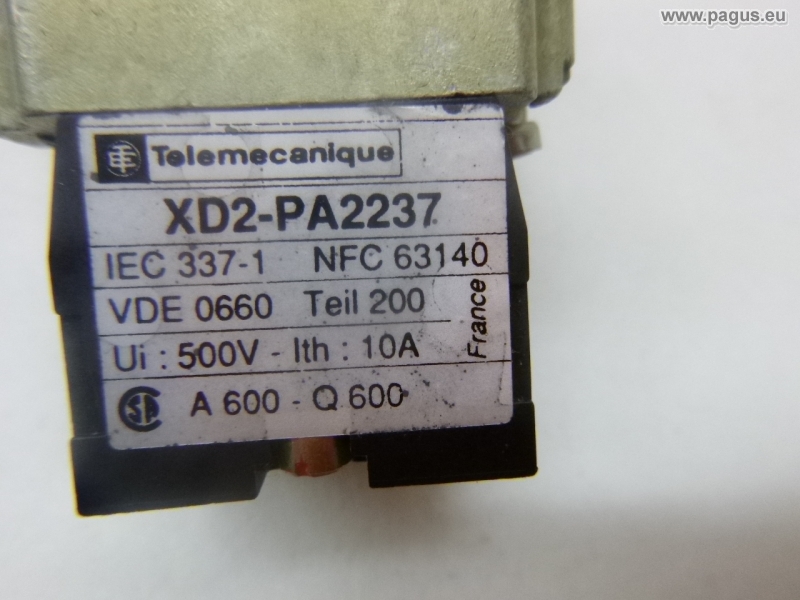 www.pagus.eu
Telemecanique
XD2-PA2237
IEC 337-1 NFC 63140
VDE 0660 Teil 200
Ui : 500V - Ith : 10A
France
A 600 - Q 600